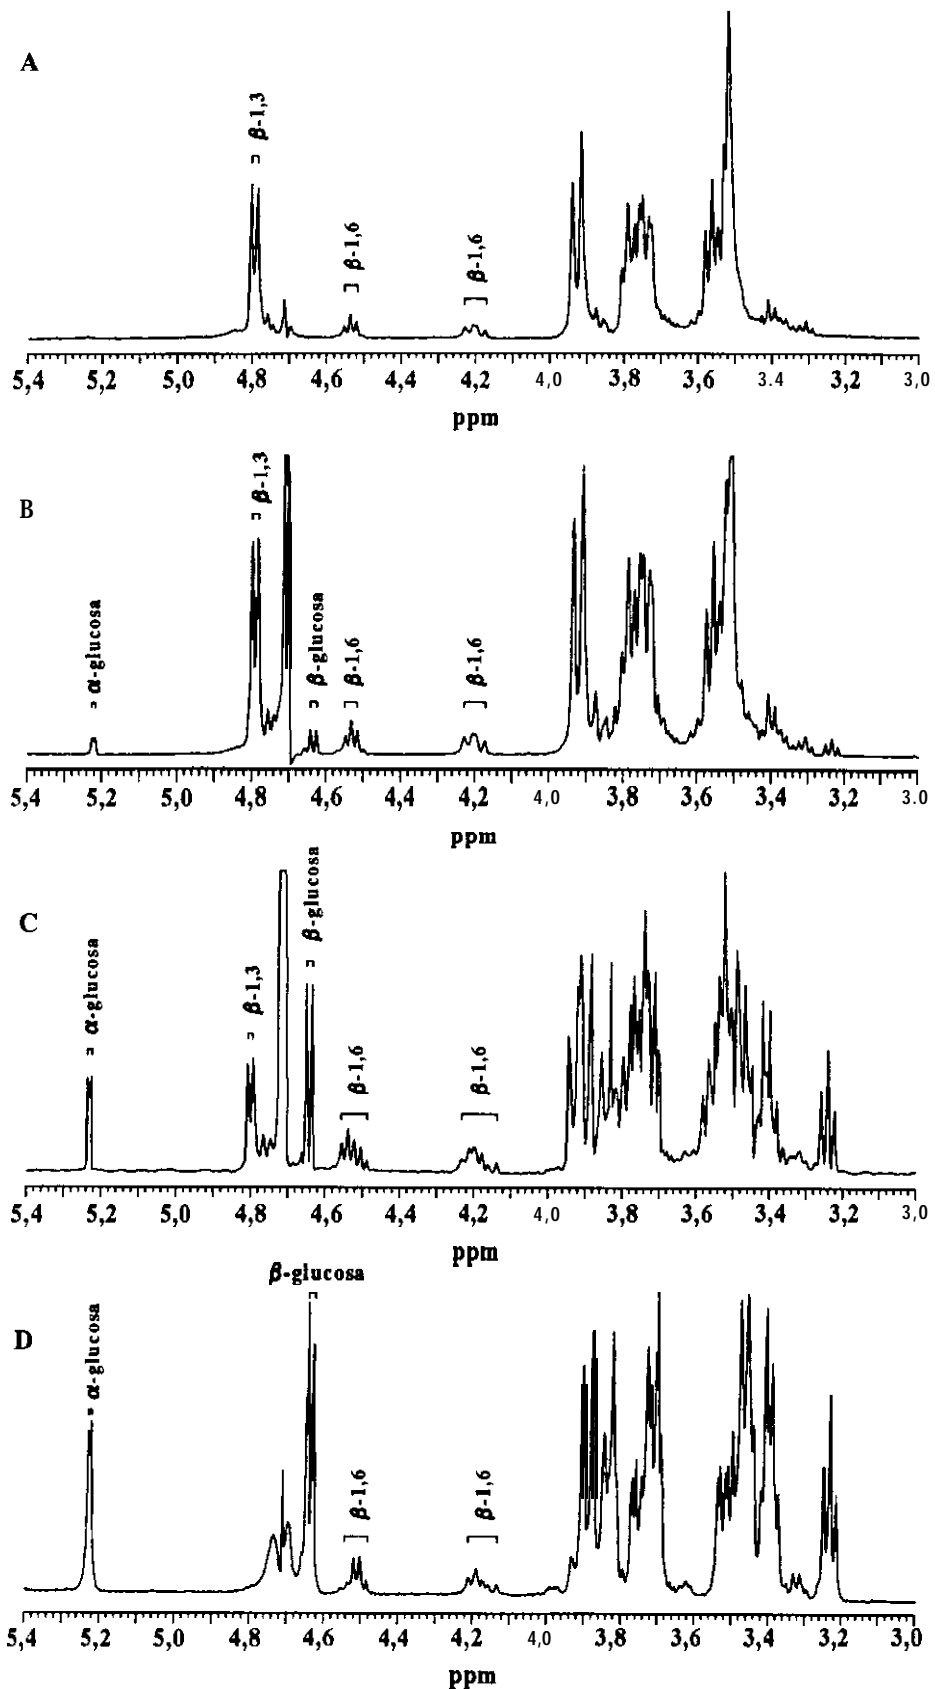 A
β-1,3
β-1,6
β-1,6
5,4 5,2 5,0 4,8 4,6 4,4 4,2 4,0 3,8 3,6 3.4 3,2 3,0
ppm
B
α-glucosa
β-1,3
β-glucosa
β-1,6
β-1,6
5,4 5,2 5,0 4,8 4,6 4,4 4,2 4,0 3,8 3,6 3,4 3,2 3.0
ppm
C
α-glucosa
β-1,3
β-glucosa
β-1,6
β-1,6
5,4 5,2 5,0 4,8 4,6 4,4 4,2 4,0 3,8 3,6 3,4 3,2 3,0
ppm
D
α-glucosa
β-glucosa
β-1,6
β-1,6
5,4 5,2 5,0 4,8 4,6 4,4 4,2 4,0 3,8 3,6 3,4 3,2 3,0
ppm